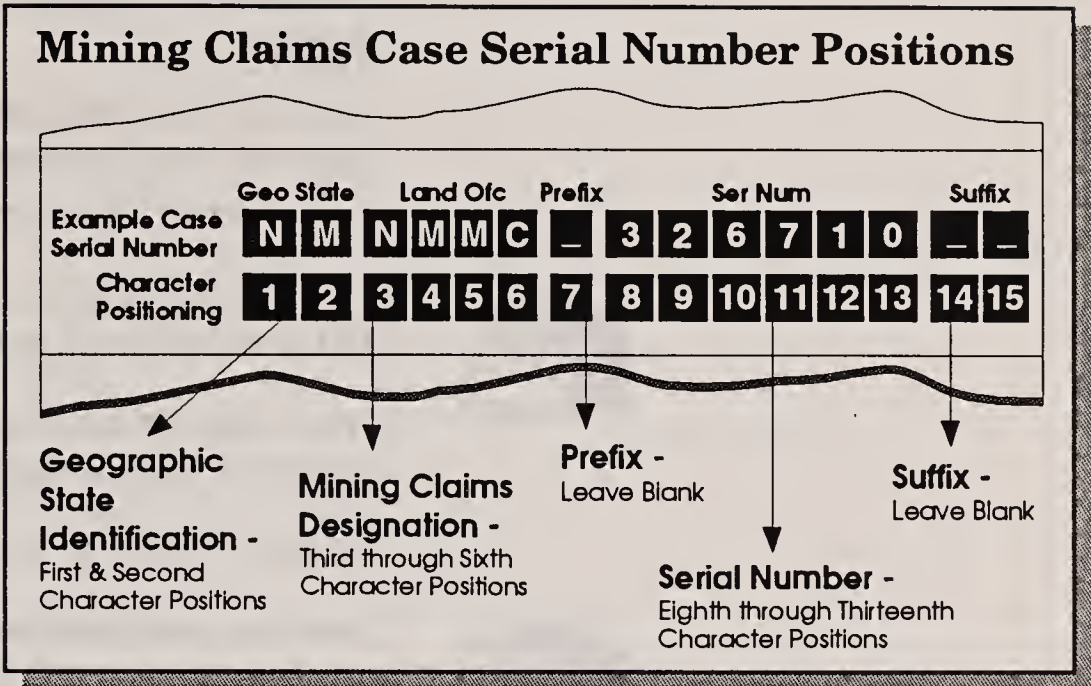 Mining Claims Case Serial Number Positions
Geo State Land Ofc Prefix Ser Num Suffix
Example Case
Serial Number
N M N M M C _ 3 2 6 7 1 0 _ _
Character
Positioning
1 2 3 4 5 6 7 8 9 10 11 12 13 14 15
Geographic
State
Identification -
First & Second
Character Positions
Mining Claims
Designation -
Third through Sixth
Character Positions
Prefix -
Leave Blank
Serial Number -
Eighth through Thirteenth
Character Positions
Suffix -
Leave Blank